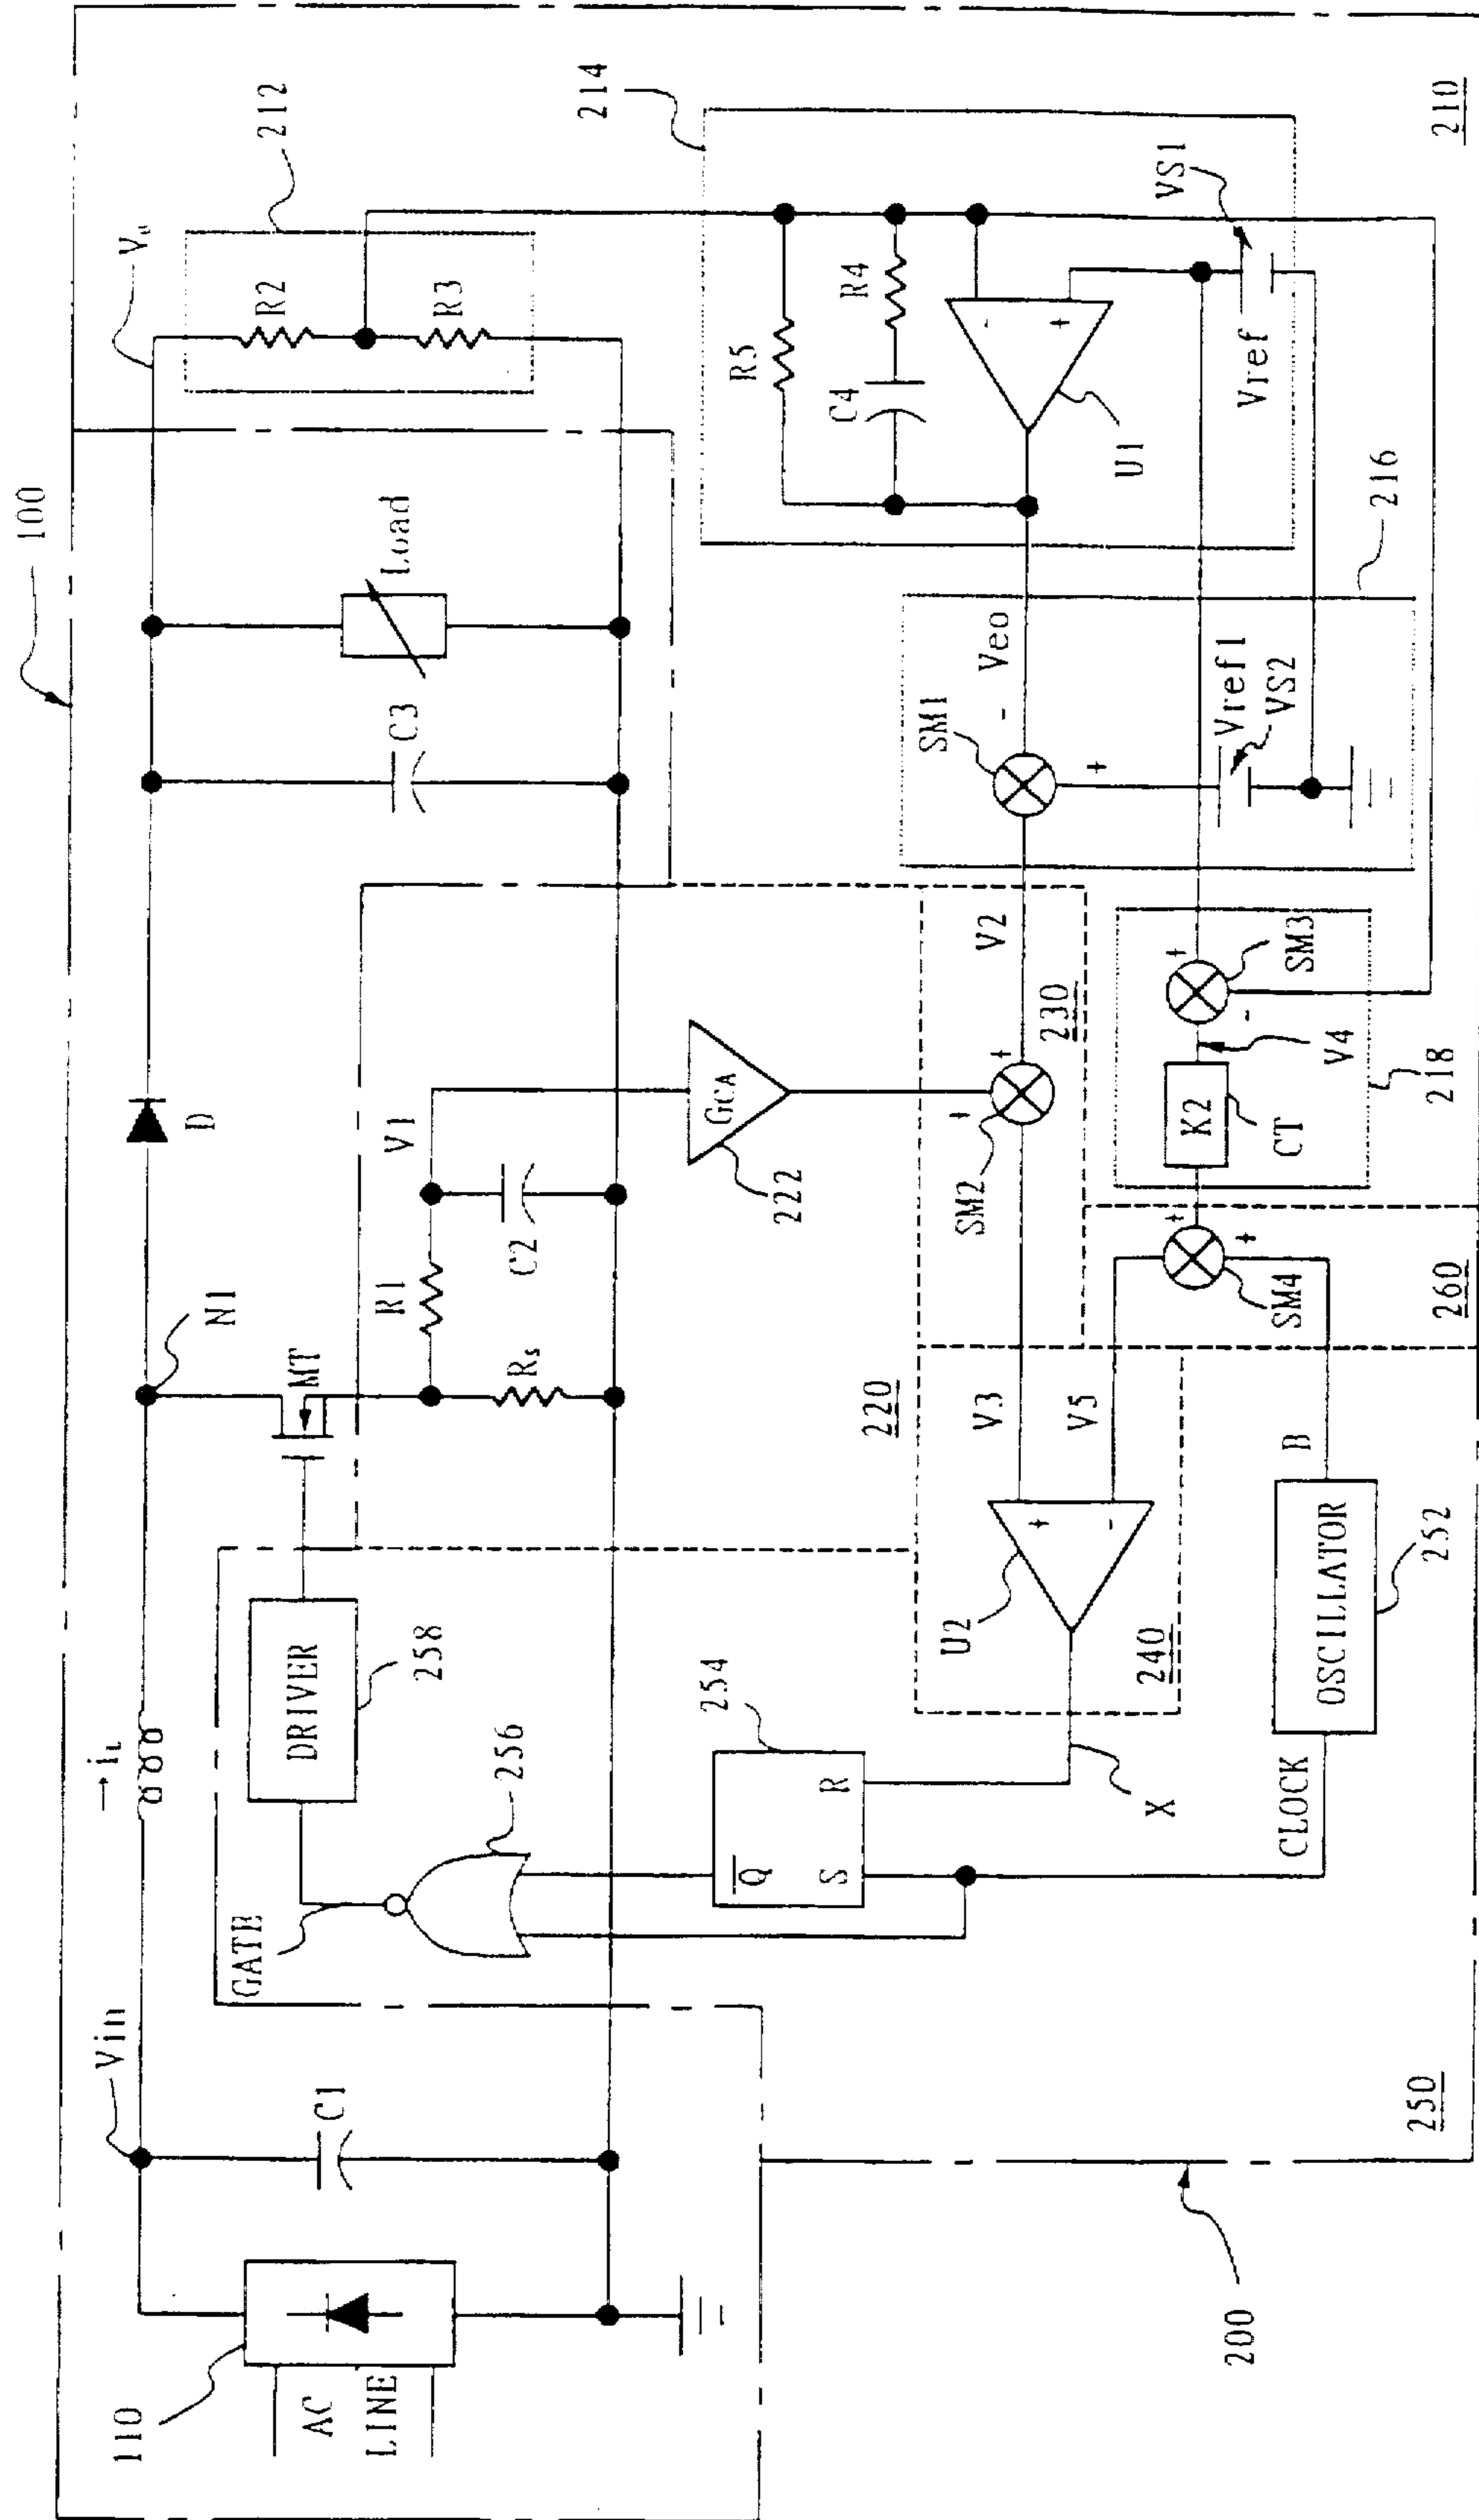 100
110
AC
LINE
Vin
C1
→ iL
N1
D
MT
Rs
R1
C2
V1
C3
Load
Vo
R2
R3
212
GATE
DRIVER
258
256
254
Q
S
R
X
CLOCK
OSCILLATOR
252
B
U2
+
-
240
220
V3
V5
222
GCA
SM2
+
+
230
V2
SM4
+
+
260
K2
CT
V4
218
SM3
+
-
SM1
-
+
Veo
Vref1
VS2
216
214
R5
C4
R4
U1
-
+
Vref
VS1
210
250
200